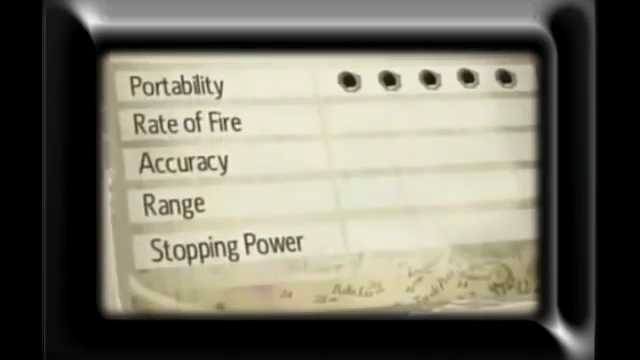 Portability
Rate of Fire
Accuracy
Range
Stopping Power